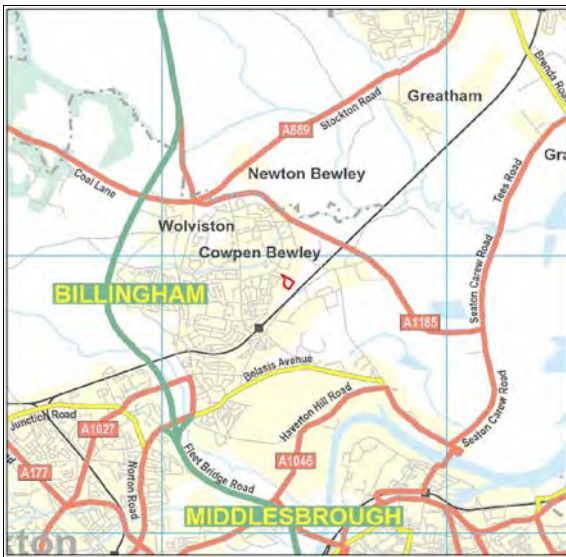 Brenda Road
Greatham
Stockton Road
A689
Gra
Tees Road
Coal Lane
Newton Bewley
Wolviston
Cowpen Bewley
Seaton Carew Road
BILLINGHAM
A1185
Belasis Avenue
Haverton Hill Road
Seaton Carew Road
Junction Road
A1027
A177
Norton Road
Fleet Bridge Road
A1046
MIDDLESBROUGH
kton